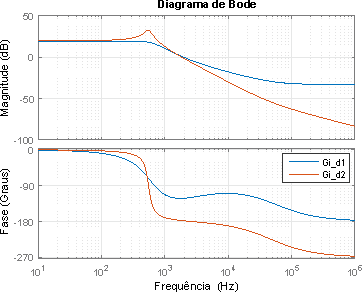 Diagrama de Bode
50
0
-50
-100
Magnitude (dB)
Gi_d1
Gi_d2
-90
-180
-270
Fase (Graus)
10^1
10^2
10^3
10^4
10^5
10^6
Frequência (Hz)